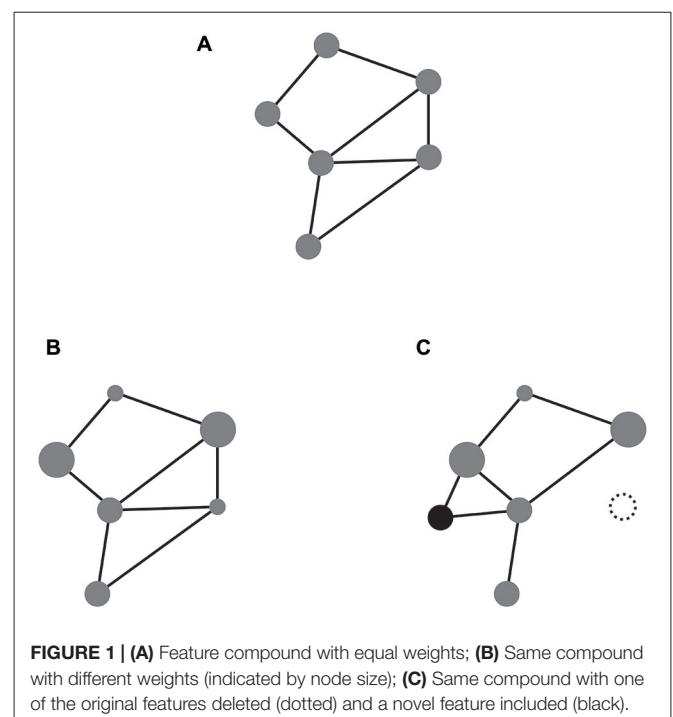 A
B
C
FIGURE 1 | (A) Feature compound with equal weights; (B) Same compound
with different weights (indicated by node size); (C) Same compound with one
of the original features deleted (dotted) and a novel feature included (black).